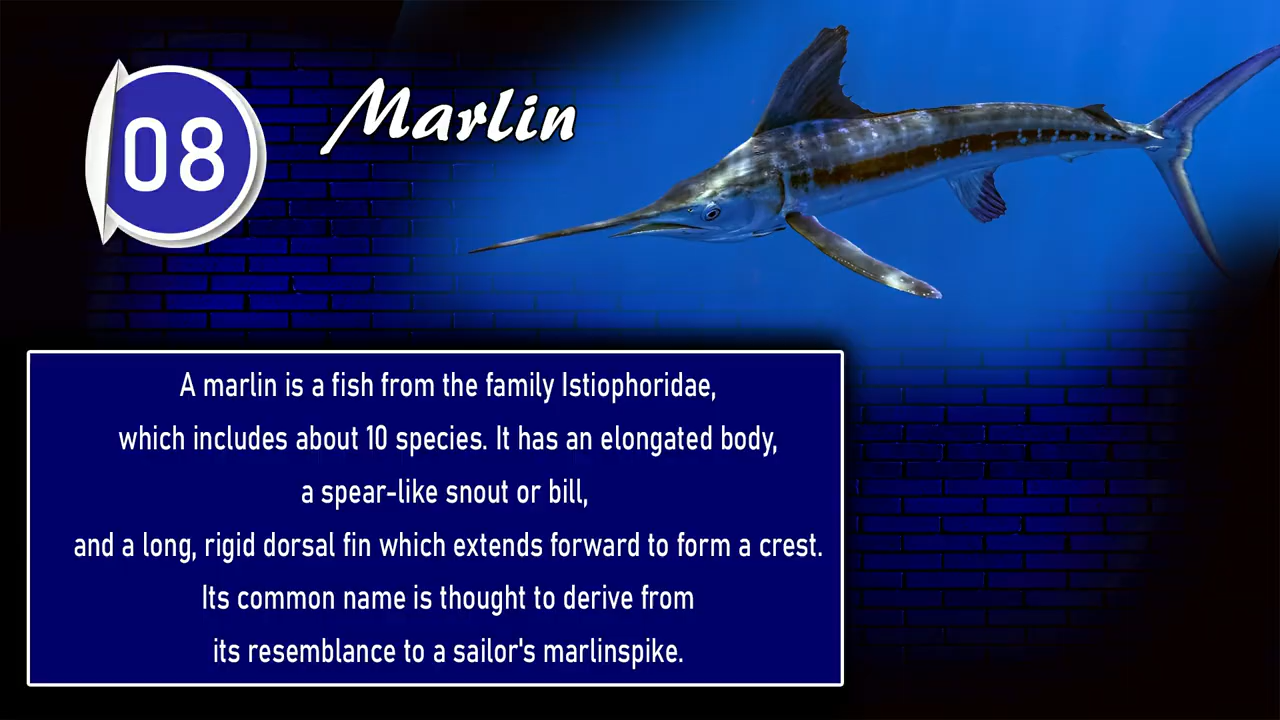 08
Marlin
A marlin is a fish from the family Istiophoridae,
which includes about 10 species. It has an elongated body,
a spear-like snout or bill,
and a long, rigid dorsal fin which extends forward to form a crest.
Its common name is thought to derive from
its resemblance to a sailor's marlinspike.